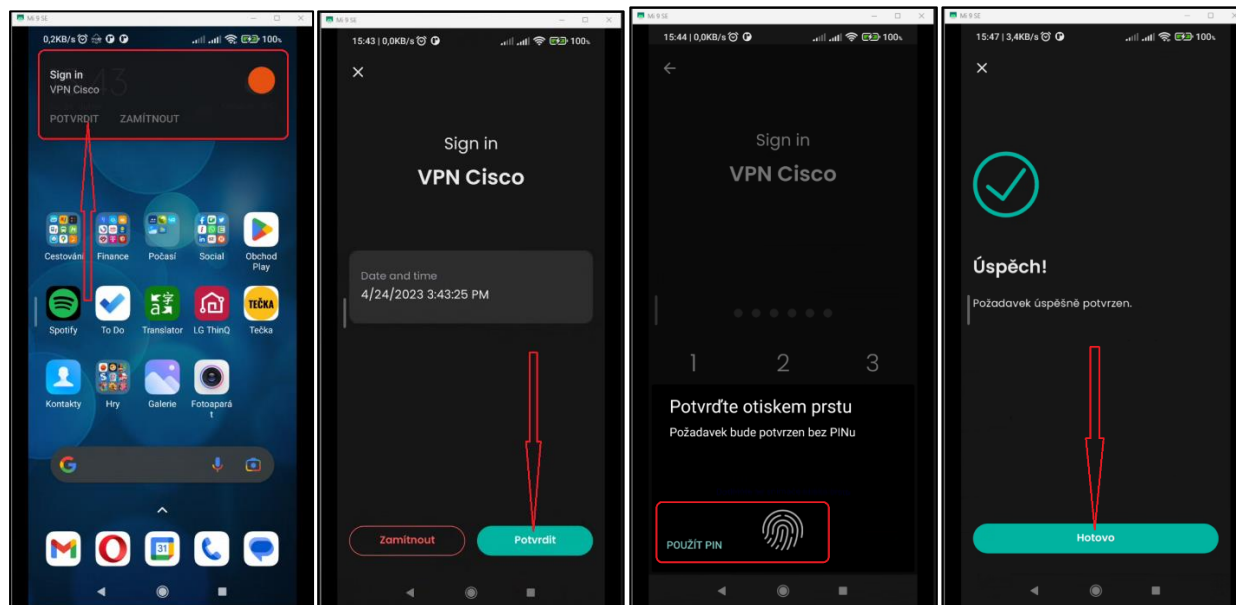 Mi 9 SE
0,2KB/s
100%
Sign in
VPN Cisco
POTVRDIT ZAMÍTNOUT
Cestování Finance Počasí Social Obchod Play
Spotify To Do Translator LG ThinQ Tečka
TEČKA
Kontakty Hry Galerie Fotoapará
t
31
Mi 9 SE
15:43 | 0,0KB/s
100%
Sign in
VPN Cisco
Date and time
4/24/2023 3:43:25 PM
Zamítnout Potvrdit
Mi 9 SE
15:44 | 0,0KB/s
100%
Sign in
VPN Cisco
1 2 3
Potvrďte otiskem prstu
Požadavek bude potvrzen bez PINu
POUŽÍT PIN
Mi 9 SE
15:47 | 3,4KB/s
100%
Úspěch!
Požadavek úspěšně potvrzen.
Hotovo